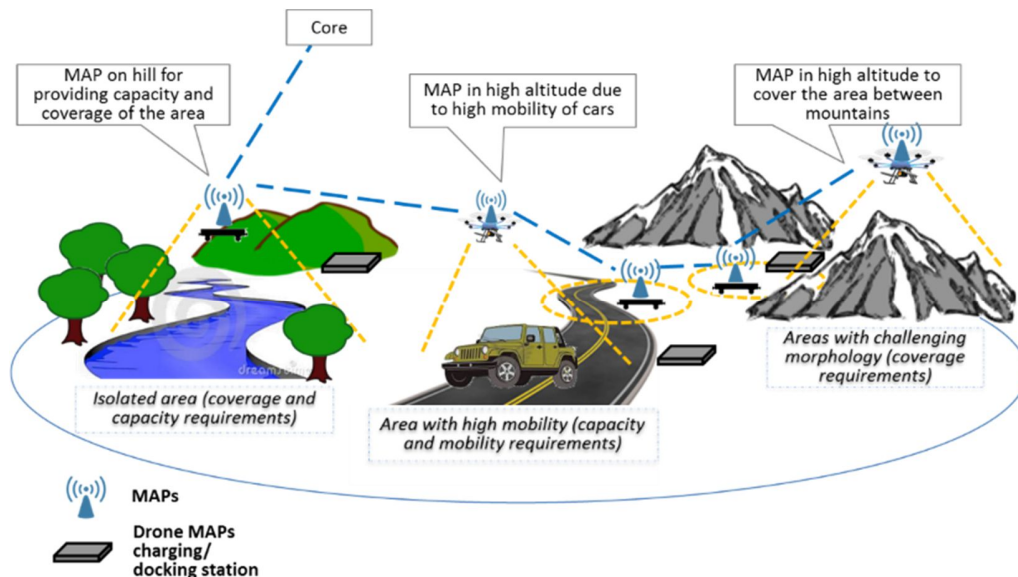 Core
MAP on hill for
providing capacity and
coverage of the area
MAP in high altitude due
to high mobility of cars
MAP in high altitude to
cover the area between
mountains
Isolated area (coverage and
capacity requirements)
Area with high mobility (capacity
and mobility requirements)
Areas with challenging
morphology (coverage
requirements)
MAPs
Drone MAPs
charging/
docking station